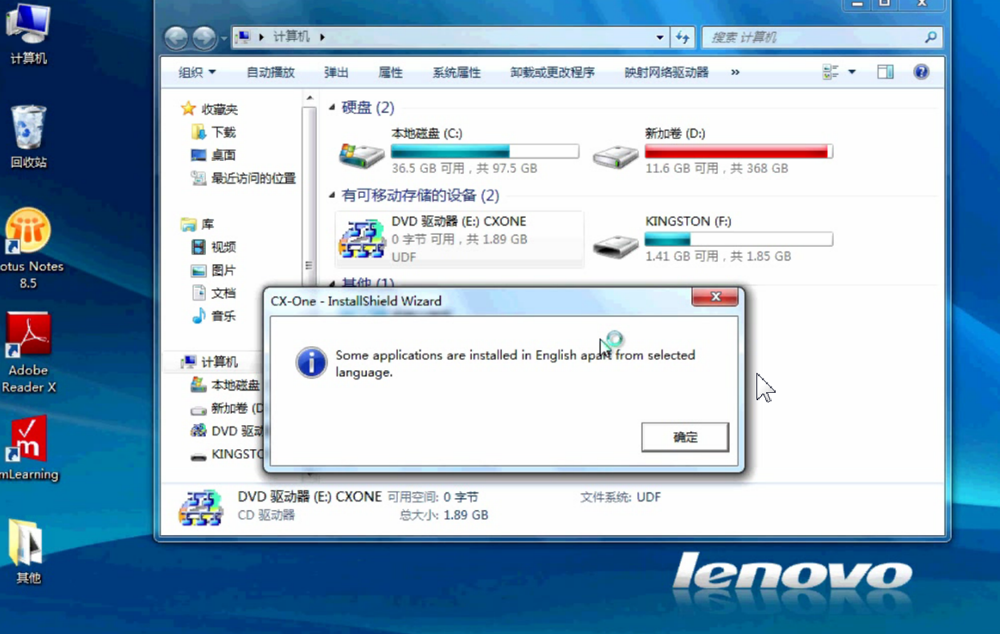 计算机
回收站
otus Notes
8.5
Adobe
Reader X
mLearning
其他
计算机
搜索 计算机
组织 自动播放 弹出 属性 系统属性 卸载或更改程序 映射网络驱动器 »
收藏夹
下载
桌面
最近访问的位置
库
视频
图片
文档
音乐
计算机
本地磁盘
新加卷 (D
DVD 驱动
KINGSTO
硬盘 (2)
本地磁盘 (C:)
36.5 GB 可用，共 97.5 GB
新加卷 (D:)
11.6 GB 可用，共 368 GB
有可移动存储的设备 (2)
DVD 驱动器 (E:) CXONE
0 字节 可用，共 1.89 GB
UDF
KINGSTON (F:)
1.41 GB 可用，共 1.85 GB
其他 (1)
CX-One - InstallShield Wizard
Some applications are installed in English apart from selected
language.
确定
DVD 驱动器 (E:) CXONE 可用空间: 0 字节 文件系统: UDF
CD 驱动器 总大小: 1.89 GB
lenovo